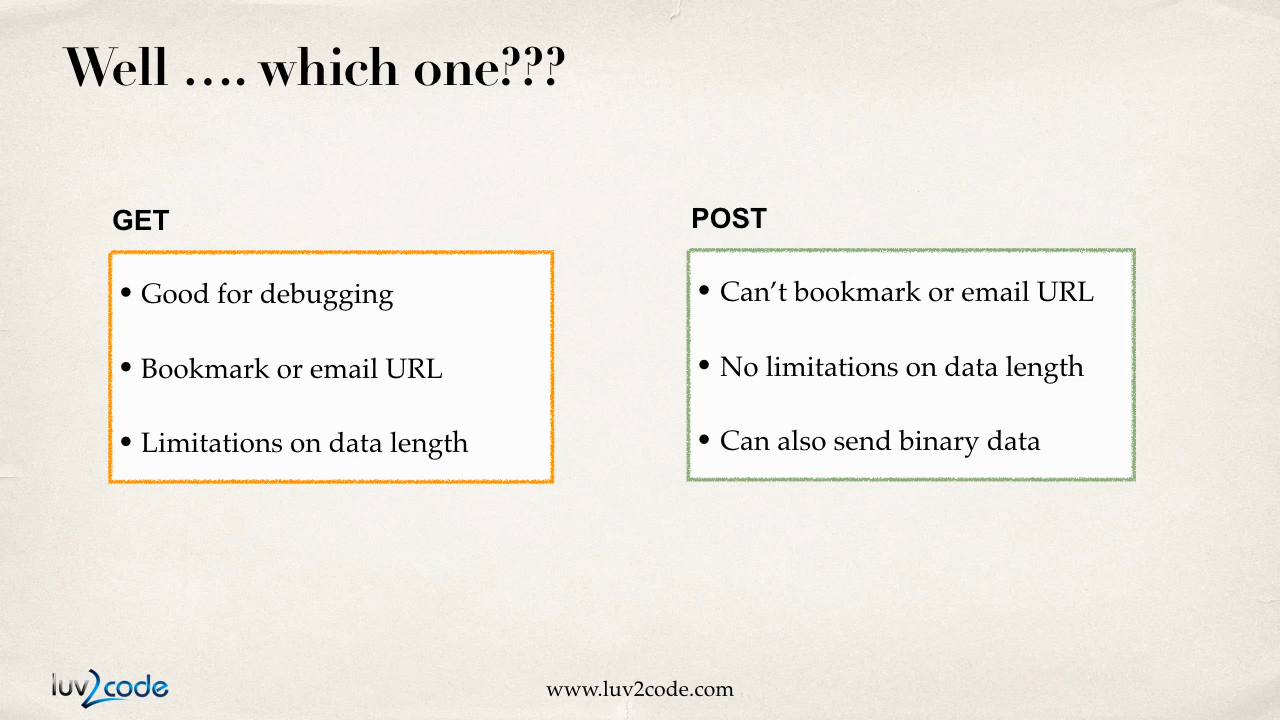 Well …. which one???
GET
• Good for debugging
• Bookmark or email URL
• Limitations on data length
POST
• Can’t bookmark or email URL
• No limitations on data length
• Can also send binary data
luv2code
www.luv2code.com